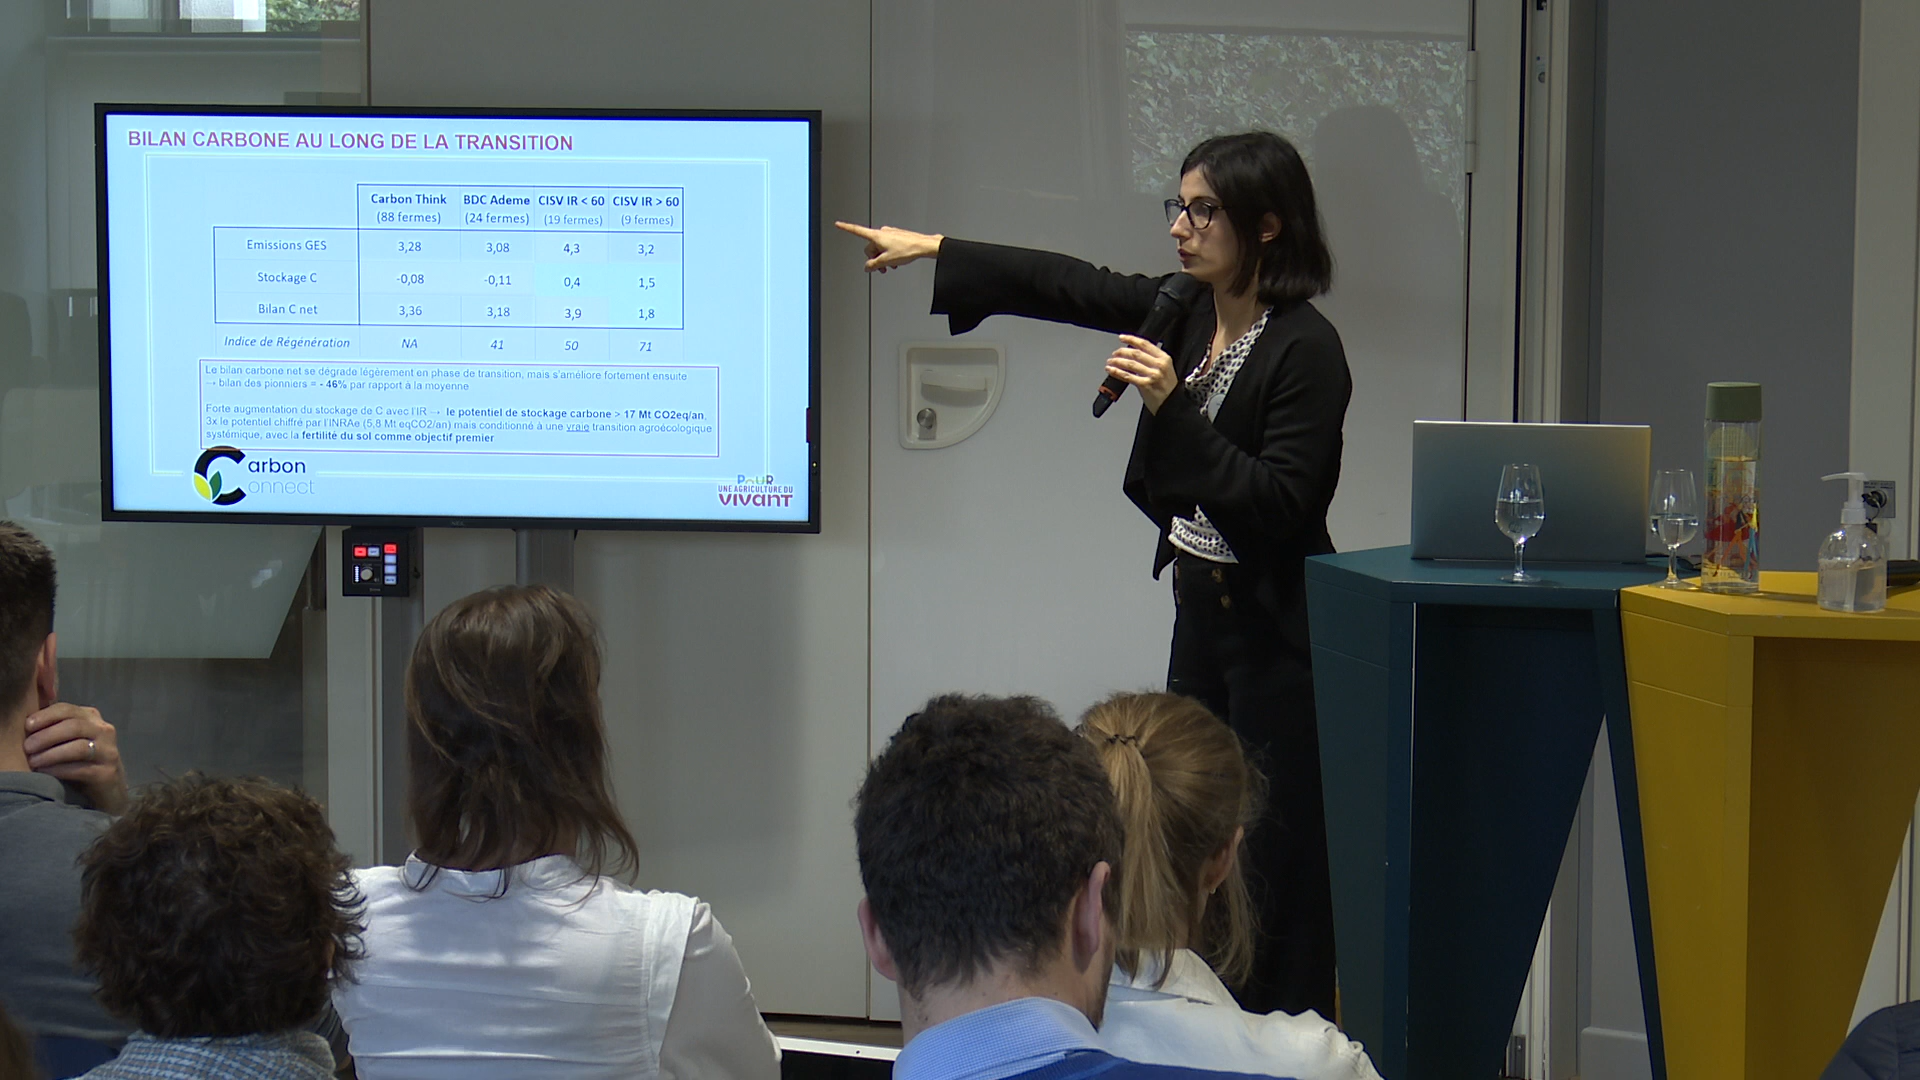 BILAN CARBONE AU LONG DE LA TRANSITION
Carbon Think BDC Ademe CISV IR < 60 CISV IR > 60
(88 fermes) (24 fermes) (19 fermes) (9 fermes)
Emissions GES 3,28 3,08 4,3 3,2
Stockage C -0,08 -0,11 0,4 1,5
Bilan C net 3,36 3,18 3,9 1,8
Indice de Régénération NA 41 50 71
Le bilan carbone net se dégrade légèrement en phase de transition, mais s'améliore fortement ensuite
→ bilan des pionniers = - 46% par rapport à la moyenne
Forte augmentation du stockage de C avec l'IR → le potentiel de stockage carbone > 17 Mt CO2eq/an,
3x le potentiel chiffré par l'INRAe (5,8 Mt eqCO2/an) mais conditionné à une vraie transition agroécologique
systémique, avec la fertilité du sol comme objectif premier
Carbon
Connect
POUR
UNE AGRICULTURE DU
VIVANT
NEC